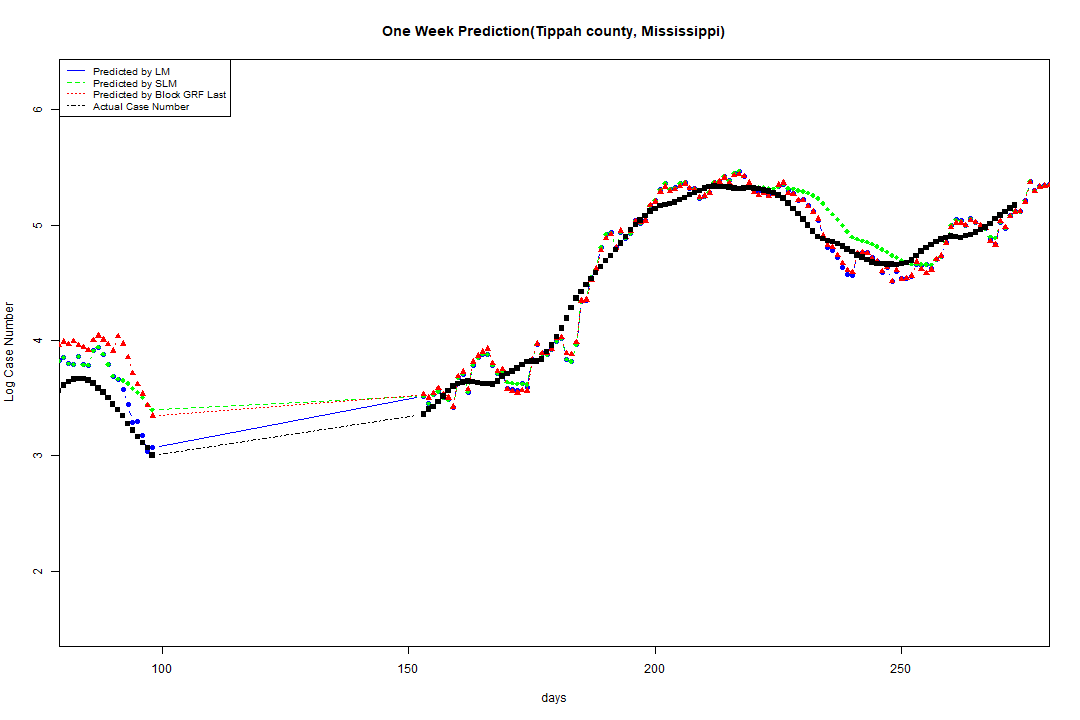 One Week Prediction(Tippah county, Mississippi)
Predicted by LM
Predicted by SLM
Predicted by Block GRF Last
Actual Case Number
6
5
4
3
2
Log Case Number
100 150 200 250
days